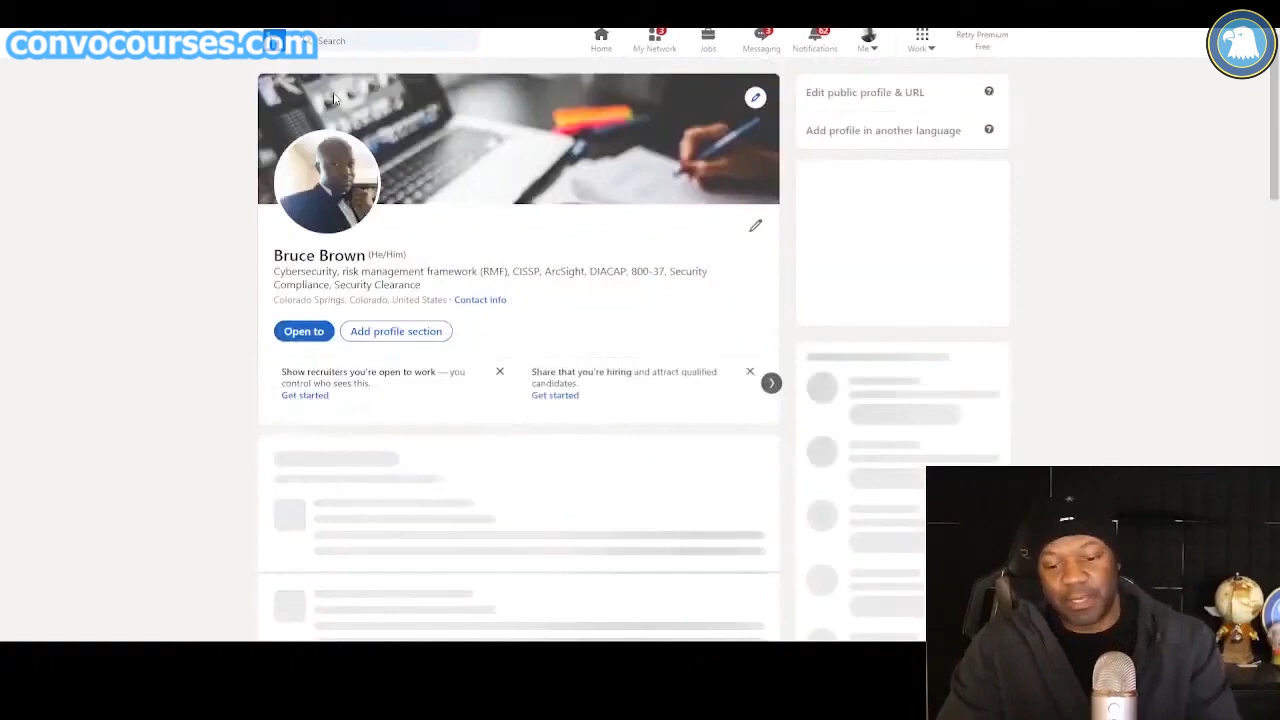 convocourses.com
Search
3
3
62
Home
My Network
Jobs
Messaging
Notifications
Me
Work
Retry Premium
Free
Edit public profile & URL
Add profile in another language
Bruce Brown (He/Him)
Cybersecurity, risk management framework (RMF), CISSP, ArcSight, DIACAP, 800-37, Security
Compliance, Security Clearance
Colorado Springs, Colorado, United States · Contact info
Open to
Add profile section
Show recruiters you're open to work — you
control who sees this.
Get started
Share that you're hiring and attract qualified
candidates.
Get started